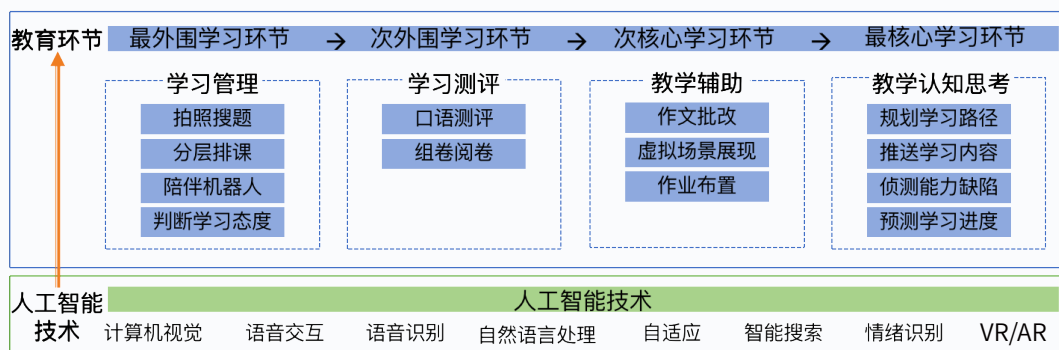 教育环节 最外围学习环节 → 次外围学习环节 → 次核心学习环节 → 最核心学习环节
学习管理
拍照搜题
分层排课
陪伴机器人
判断学习态度
学习测评
口语测评
组卷阅卷
教学辅助
作文批改
虚拟场景展现
作业布置
教学认知思考
规划学习路径
推送学习内容
侦测能力缺陷
预测学习进度
人工智能
技术
人工智能技术
计算机视觉 语音交互 语音识别 自然语言处理 自适应 智能搜索 情绪识别 VR/AR